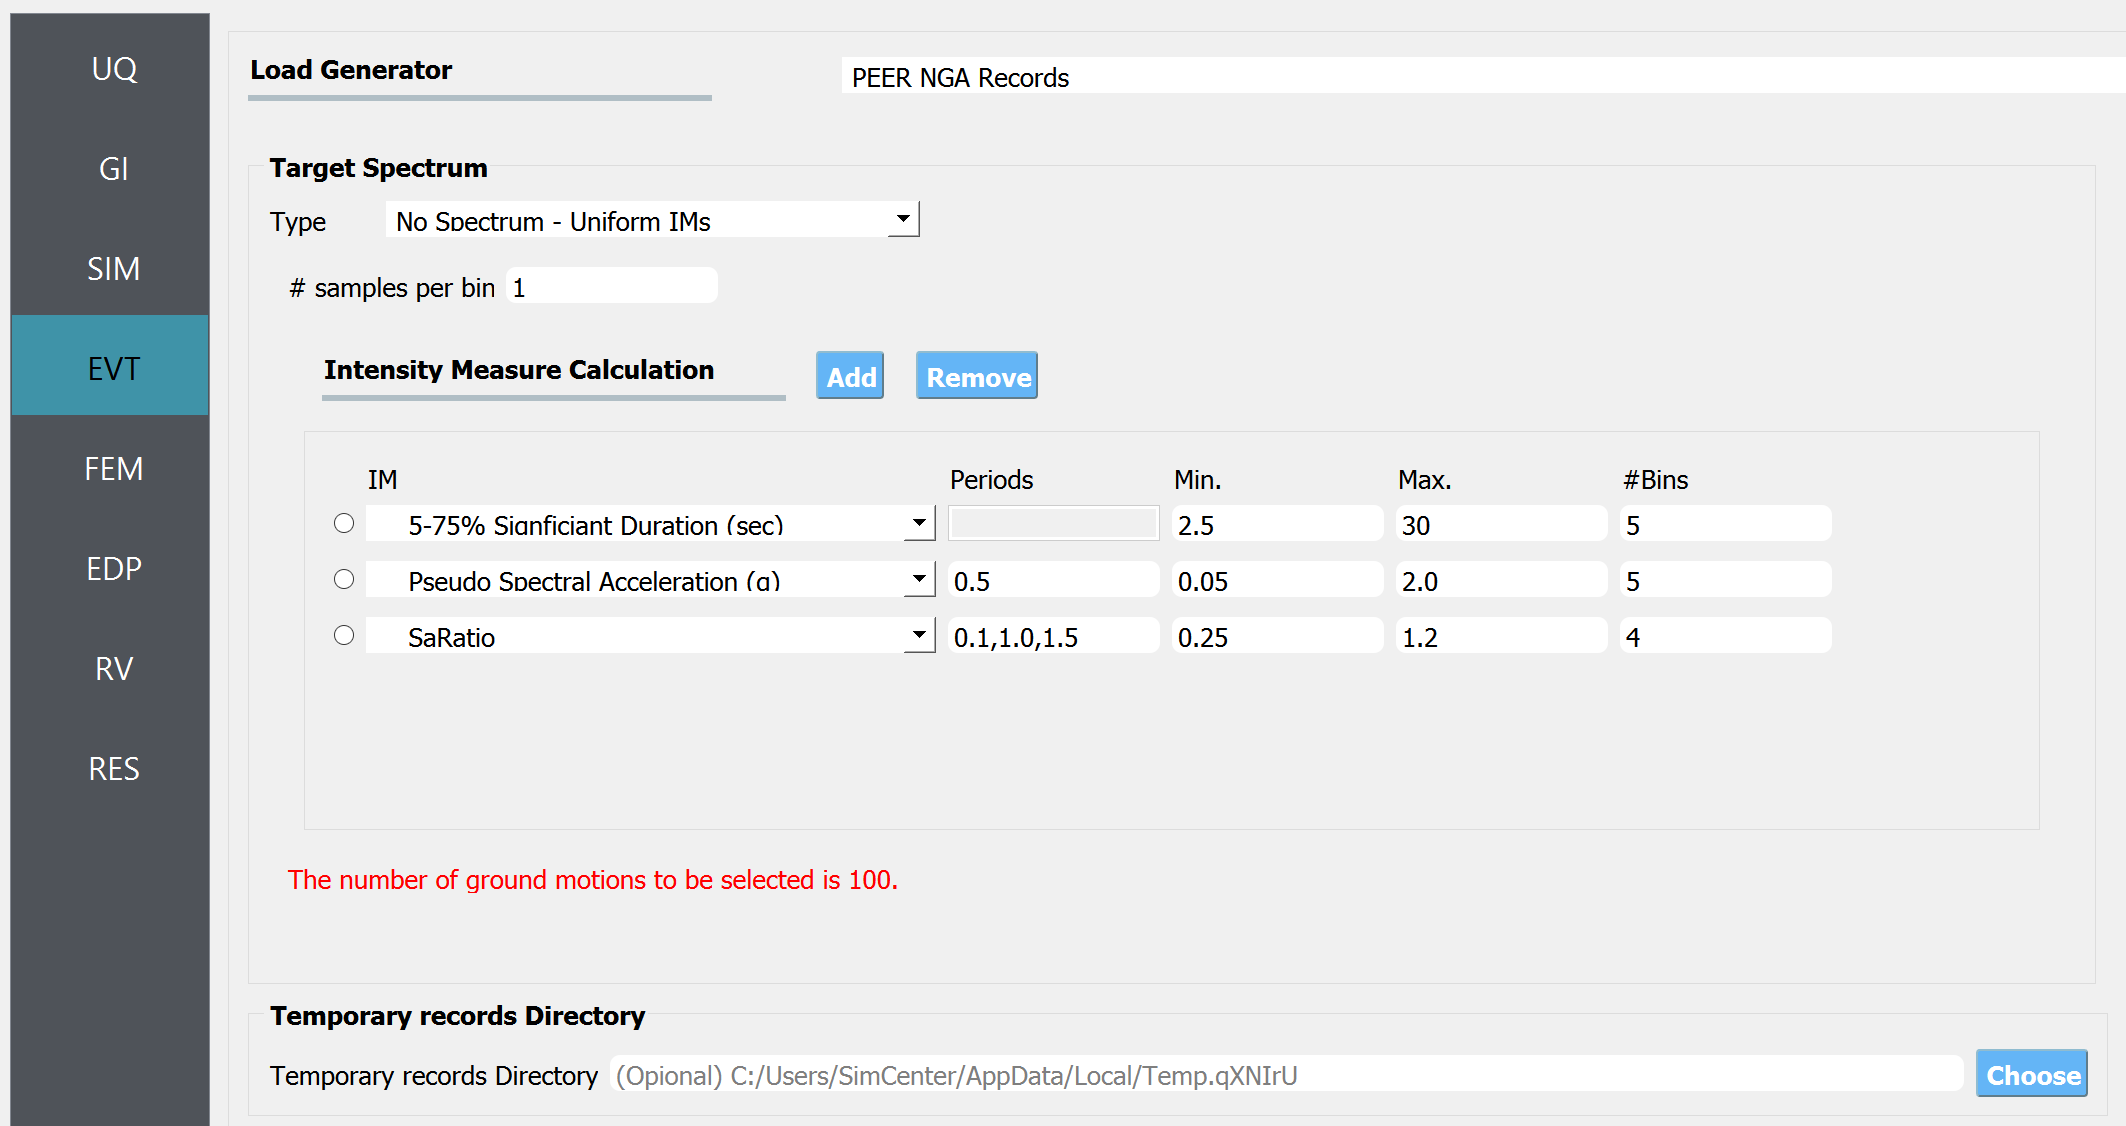 UQ
GI
SIM
EVT
FEM
EDP
RV
RES
Load Generator
PEER NGA Records
Target Spectrum
Type No Spectrum - Uniform IMs
# samples per bin 1
Intensity Measure Calculation Add Remove
IM Periods Min. Max. #Bins
5-75% Signficiant Duration (sec) 2.5 30 5
Pseudo Spectral Acceleration (g) 0.5 0.05 2.0 5
SaRatio 0.1,1.0,1.5 0.25 1.2 4
The number of ground motions to be selected is 100.
Temporary records Directory
Temporary records Directory (Opional) C:/Users/SimCenter/AppData/Local/Temp.qXNIrU Choose